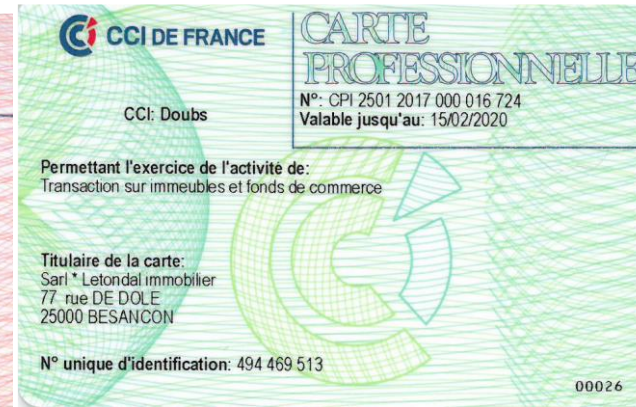 CCI DE FRANCE
CARTE
PROFESSIONNELLE
N°: CPI 2501 2017 000 016 724
Valable jusqu'au: 15/02/2020
CCI: Doubs
Permettant l'exercice de l'activité de:
Transaction sur immeubles et fonds de commerce
Titulaire de la carte:
Sarl * Letondal immobilier
77 rue DE DOLE
25000 BESANCON
N° unique d'identification: 494 469 513
00026